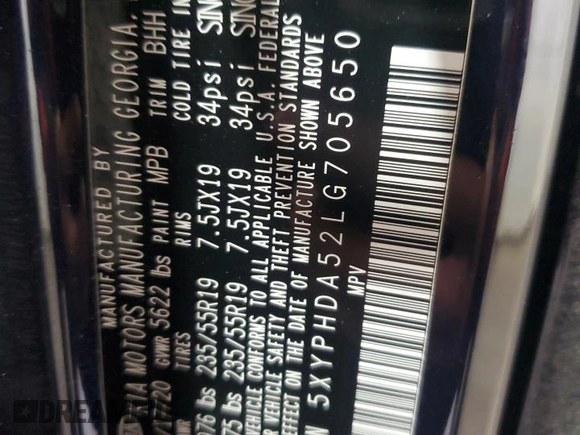 MANUFACTURED BY
MOTORS MANUFACTURING GEORGIA,
GVWR 5622 lbs PAINT MPB TRIM BHH
TIRES RIMS COLD TIRE
lbs 235/55R19 7.5JX19 34psi
lbs 235/55R19 7.5JX19 34psi
VEHICLE CONFORMS TO ALL APPLICABLE U.S.A. FEDERAL
VEHICLE SAFETY AND THEFT PREVENTION STANDARDS
EFFECT ON THE DATE OF MANUFACTURE SHOWN ABOVE
5XYPHDA52LG705650
MPV